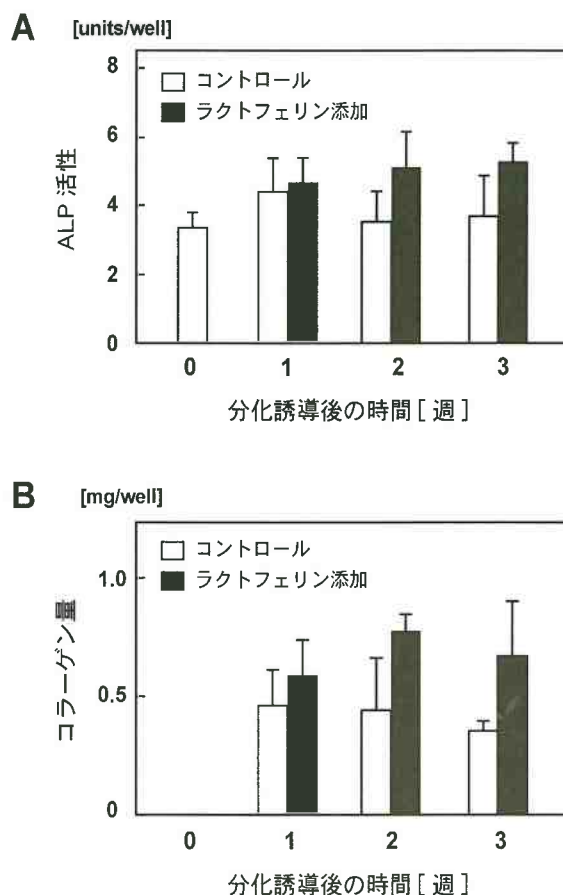 A [units/well]
8
コントロール
ラクトフェリン添加
6
ALP 活性
4
2
0
0 1 2 3
分化誘導後の時間 [ 週 ]
B [mg/well]
コントロール
ラクトフェリン添加
1.0
コラーゲン量
0.5
0
0 1 2 3
分化誘導後の時間 [ 週 ]